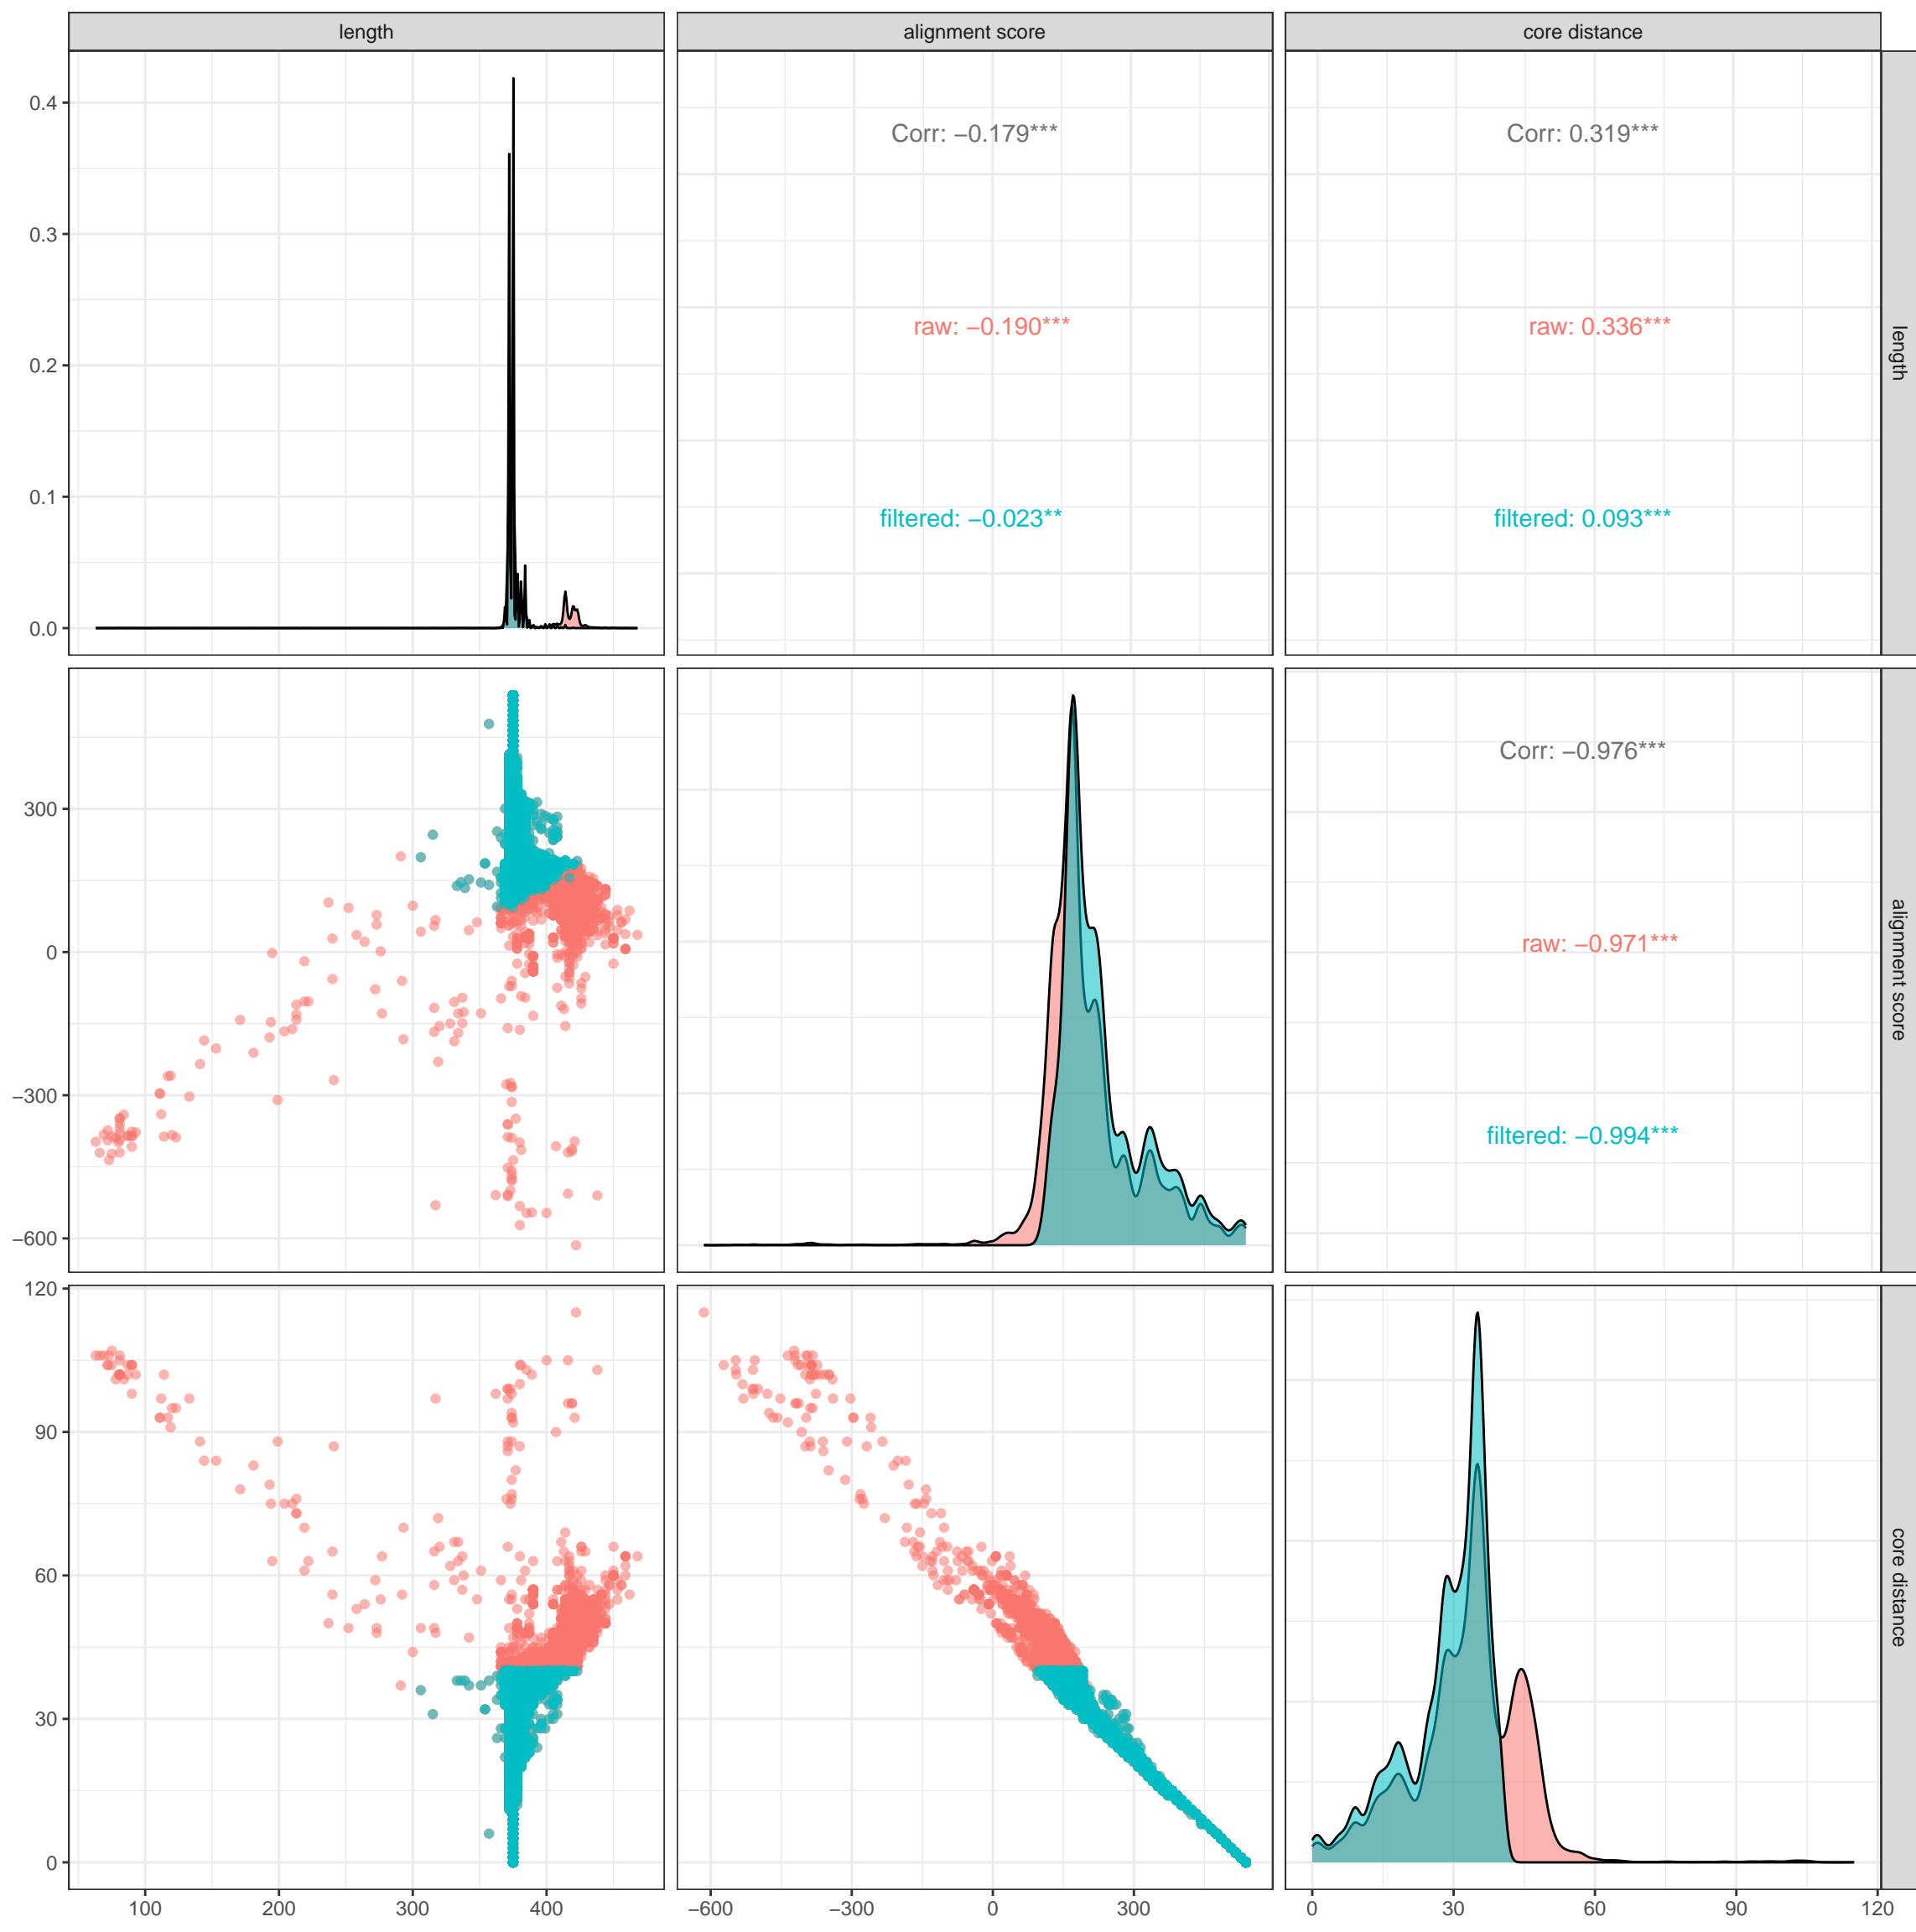 length
alignment score
core distance
0.4
0.3
0.2
0.1
0.0
Corr: −0.179***
raw: −0.190***
filtered: −0.023**
Corr: 0.319***
raw: 0.336***
filtered: 0.093***
length
300
0
−300
−600
Corr: −0.976***
raw: −0.971***
filtered: −0.994***
alignment score
120
90
60
30
0
core distance
100 200 300 400
−600 −300 0 300
0 30 60 90 120